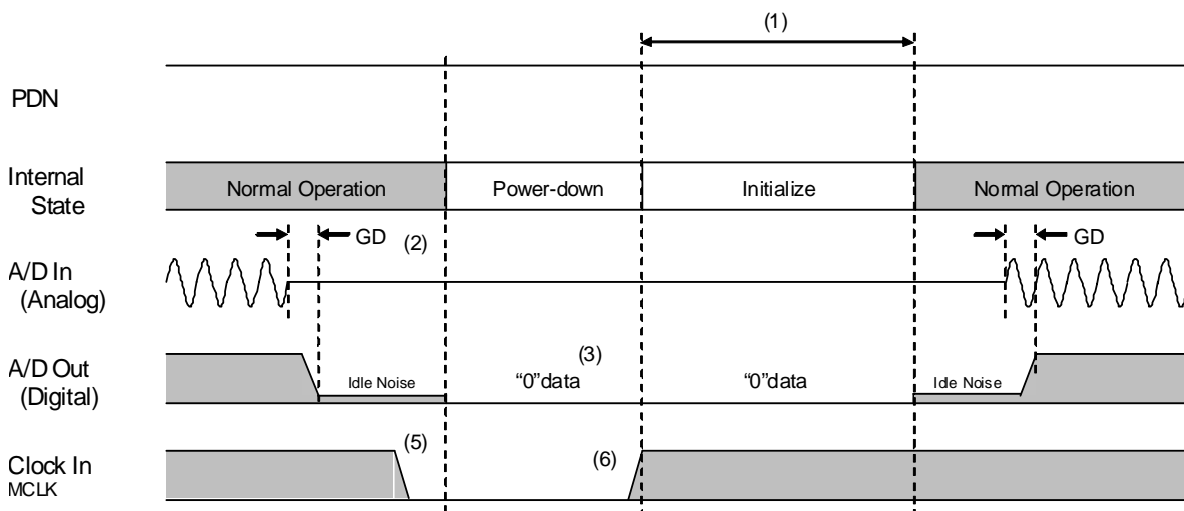 (1)
PDN
Internal
State
Normal Operation
Power-down
Initialize
Normal Operation
GD
(2)
GD
A/D In
(Analog)
A/D Out
(Digital)
Idle Noise
(3)
“0”data
“0”data
Idle Noise
(5)
(6)
Clock In
MCLK